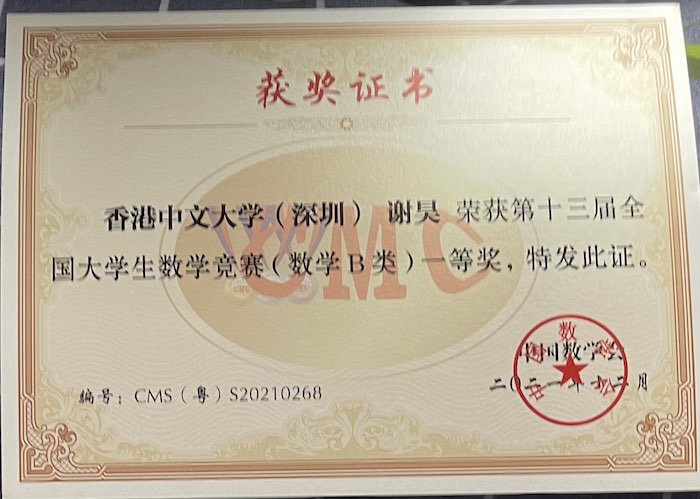 获奖证书
香港中文大学（深圳） 谢昊 荣获第十三届全
国大学生数学竞赛（数学B类）一等奖，特发此证。
CMC
中国数学会
二〇二一年十二月
编号：CMS（粤）S20210268